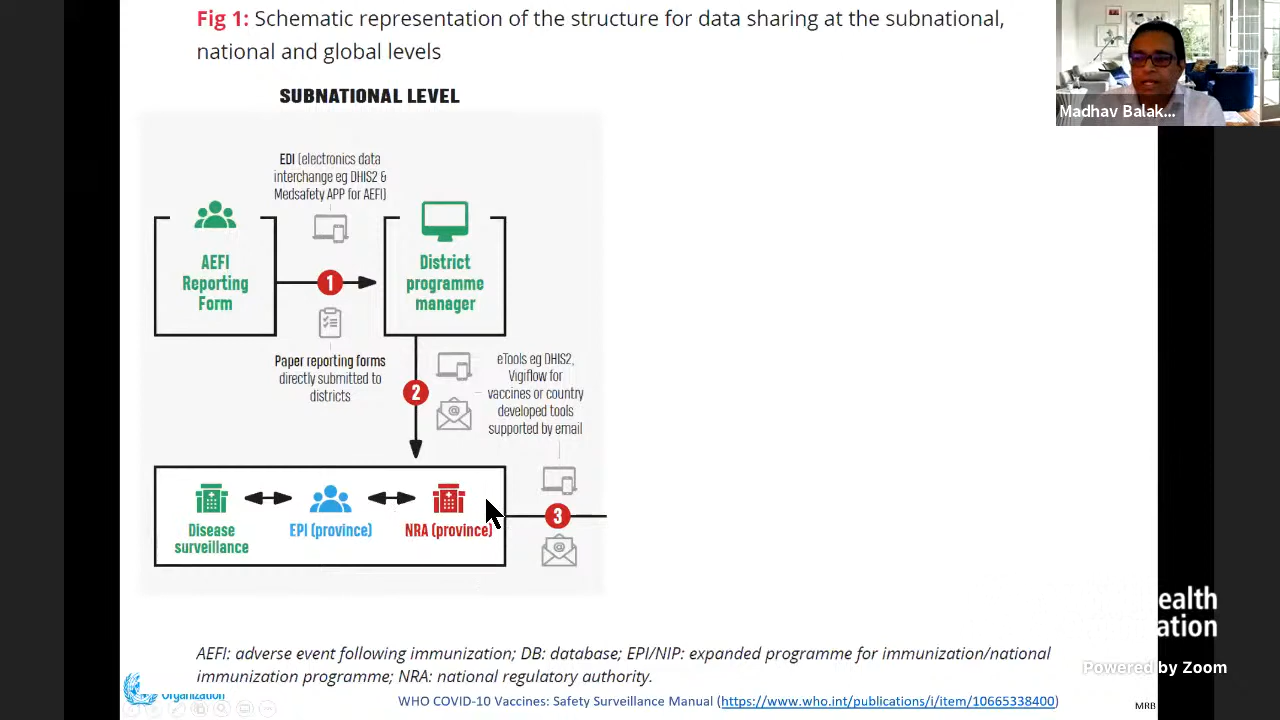 Fig 1: Schematic representation of the structure for data sharing at the subnational,
national and global levels
Madhav Balak...
SUBNATIONAL LEVEL
EDI (electronics data
interchange eg DHIS2 &
Medsafety APP for AEFI)
AEFI
Reporting
Form
1
District
programme
manager
Paper reporting forms
directly submitted to
districts
2
eTools eg DHIS2,
Vigiflow for
vaccines or country
developed tools
supported by email
Disease
surveillance
EPI (province)
NRA (province)
3
ealth
ation
AEFI: adverse event following immunization; DB: database; EPI/NIP: expanded programme for immunization/national
immunization programme; NRA: national regulatory authority.
Powered by Zoom
Organization
WHO COVID-10 Vaccines: Safety Surveillance Manual (https://www.who.int/publications/i/item/10665338400)
MRB